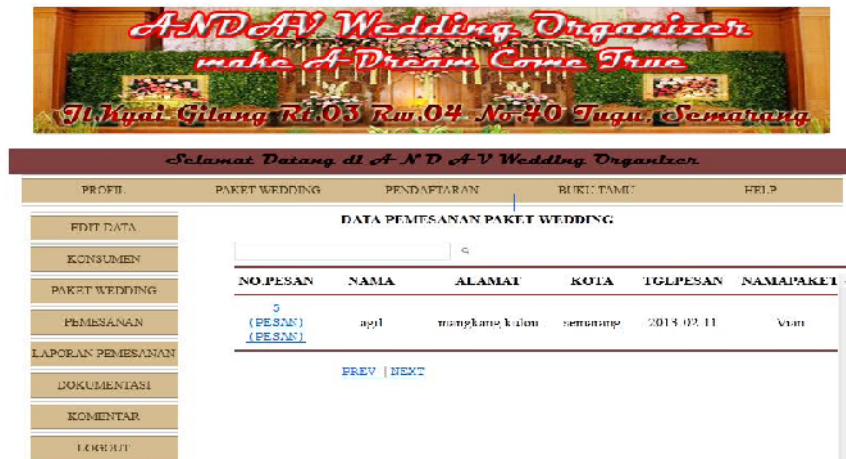 ANDAV Wedding Organizer
make A Dream Come True
Jl.Kyai Gilang Rt.03 Rw.04 No-40 Tugu, Semarang
Selamat Datang di A N D A V Wedding Organizer
PROFIL PAKET WEDDING PENDAFTARAN BUKU TAMU HELP
EDIT DATA
KONSUMEN
PAKET WEDDING
PEMESANAN
LAPORAN PEMESANAN
DOKUMENTASI
KOMENTAR
LOGOUT
DATA PEMESANAN PAKET WEDDING
NO.PESAN NAMA ALAMAT KOTA TGLPESAN NAMAPAKET
5
(PESAN) agil mangkang kulon semarang 2013-02-11
(PESAN)
PREV | NEXT